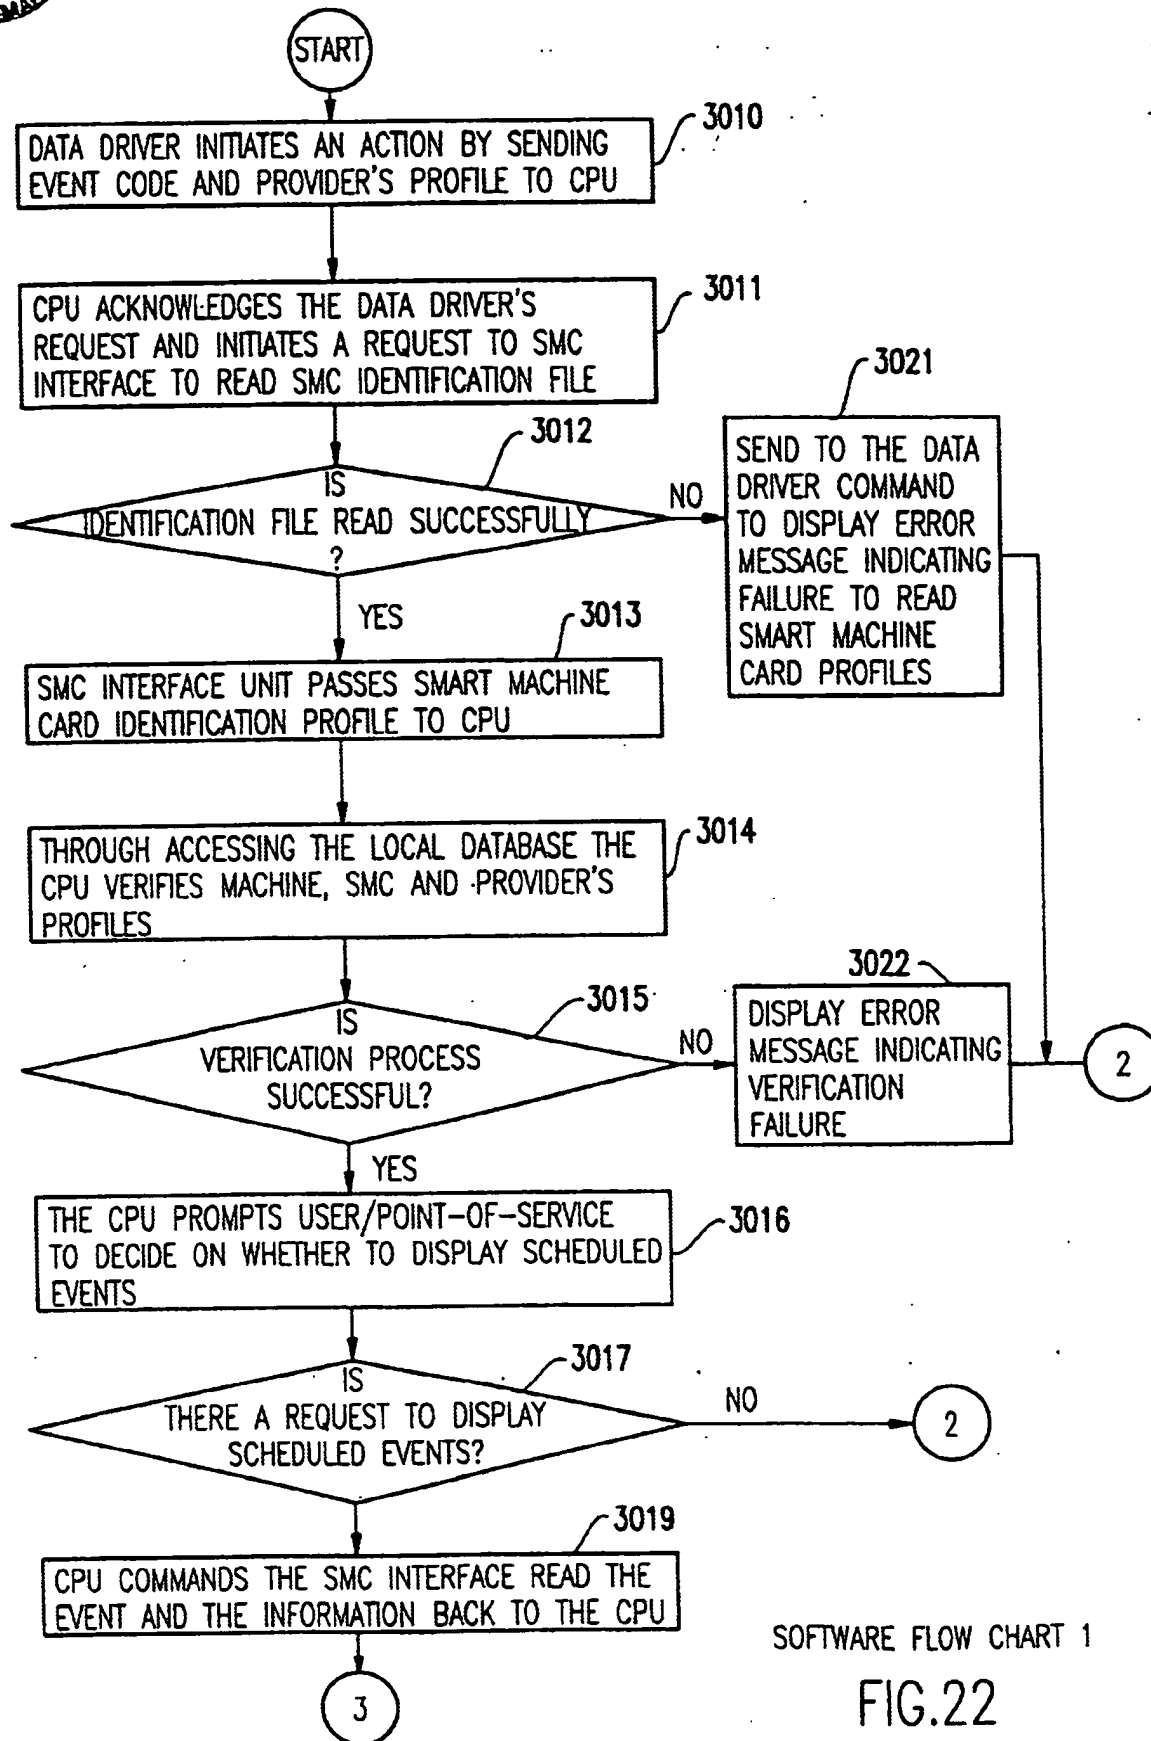 START
3010
DATA DRIVER INITIATES AN ACTION BY SENDING
EVENT CODE AND PROVIDER'S PROFILE TO CPU
3011
CPU ACKNOWLEDGES THE DATA DRIVER'S
REQUEST AND INITIATES A REQUEST TO SMC
INTERFACE TO READ SMC IDENTIFICATION FILE
3012
IS
IDENTIFICATION FILE READ SUCCESSFULLY
?
NO
3021
SEND TO THE DATA
DRIVER COMMAND
TO DISPLAY ERROR
MESSAGE INDICATING
FAILURE TO READ
SMART MACHINE
CARD PROFILES
YES
3013
SMC INTERFACE UNIT PASSES SMART MACHINE
CARD IDENTIFICATION PROFILE TO CPU
3014
THROUGH ACCESSING THE LOCAL DATABASE THE
CPU VERIFIES MACHINE, SMC AND PROVIDER'S
PROFILES
3015
IS
VERIFICATION PROCESS
SUCCESSFUL?
NO
3022
DISPLAY ERROR
MESSAGE INDICATING
VERIFICATION
FAILURE
2
YES
3016
THE CPU PROMPTS USER/POINT-OF-SERVICE
TO DECIDE ON WHETHER TO DISPLAY SCHEDULED
EVENTS
3017
IS
THERE A REQUEST TO DISPLAY
SCHEDULED EVENTS?
NO
2
3019
CPU COMMANDS THE SMC INTERFACE READ THE
EVENT AND THE INFORMATION BACK TO THE CPU
3
SOFTWARE FLOW CHART 1
FIG.22